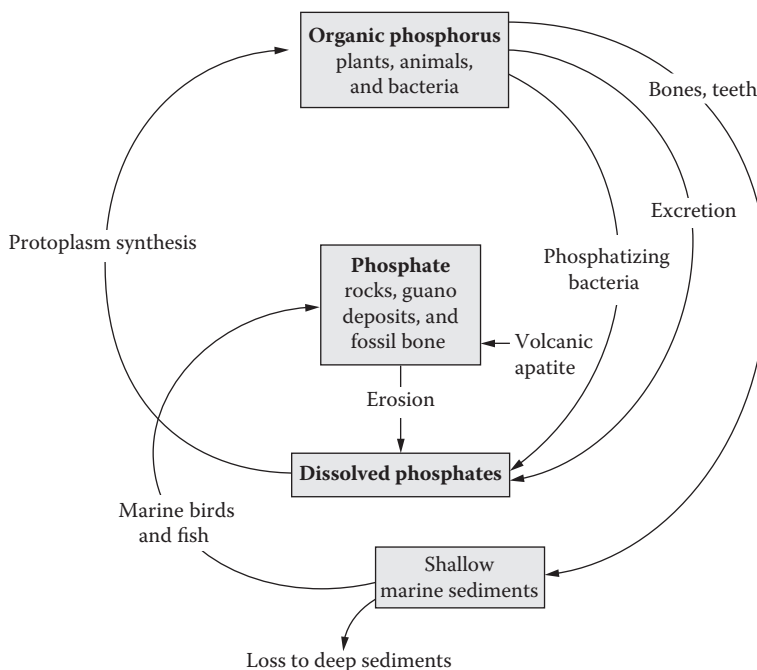 Organic phosphorus
plants, animals,
and bacteria
Bones, teeth
Excretion
Protoplasm synthesis
Phosphatizing
bacteria
Phosphate
rocks, guano
deposits, and
fossil bone
Volcanic
apatite
Erosion
Dissolved phosphates
Marine birds
and fish
Shallow
marine sediments
Loss to deep sediments